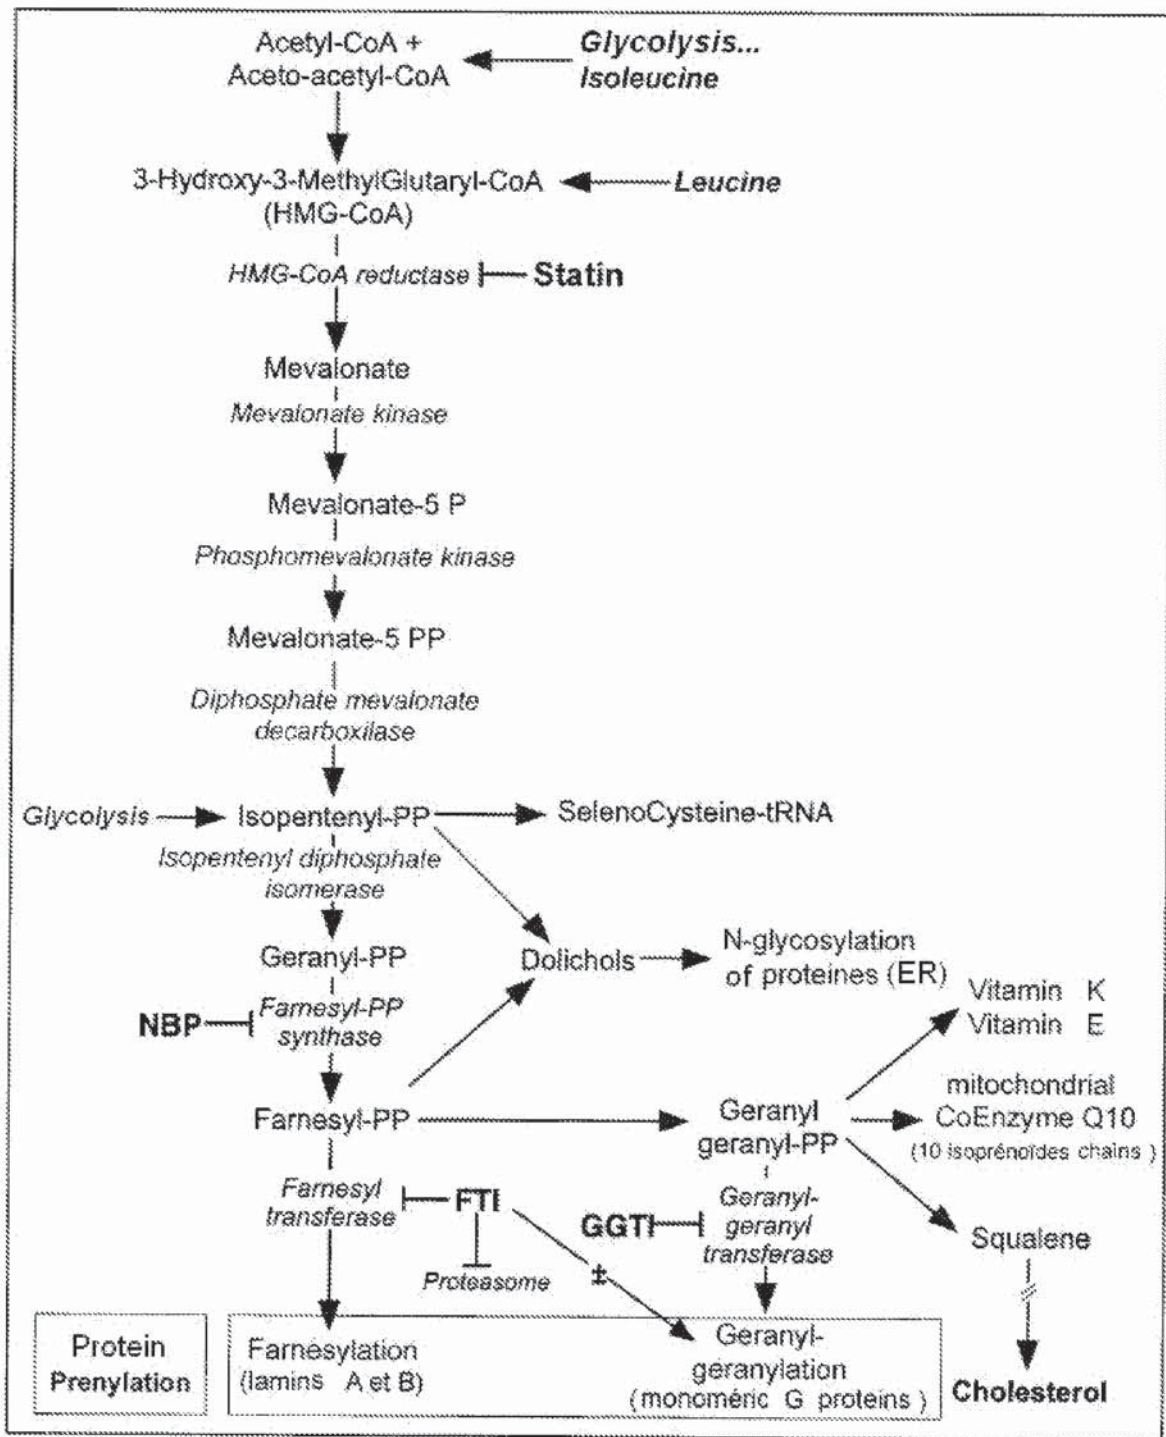 Acetyl-CoA +
Aceto-acetyl-CoA
Glycolysis...
Isoleucine
3-Hydroxy-3-MethylGlutaryl-CoA
(HMG-CoA)
Leucine
HMG-CoA reductase
Statin
Mevalonate
Mevalonate kinase
Mevalonate-5 P
Phosphomevalonate kinase
Mevalonate-5 PP
Diphosphate mevalonate
decarboxilase
Glycolysis
Isopentenyl-PP
SelenoCysteine-tRNA
Isopentenyl diphosphate
isomerase
Geranyl-PP
Dolichols
N-glycosylation
of proteines (ER)
NBP
Farnesyl-PP
synthase
Vitamin K
Vitamin E
Farnesyl-PP
Geranyl
geranyl-PP
mitochondrial
CoEnzyme Q10
(10 isoprénoïdes chains )
Farnesyl
transferase
FTI
GGTI
Geranyl-
geranyl
transferase
Squalene
Proteasome
±
Protein
Prenylation
Farnésylation
(lamins A et B)
Geranyl-
géranylation
(monoméric G proteins )
Cholesterol